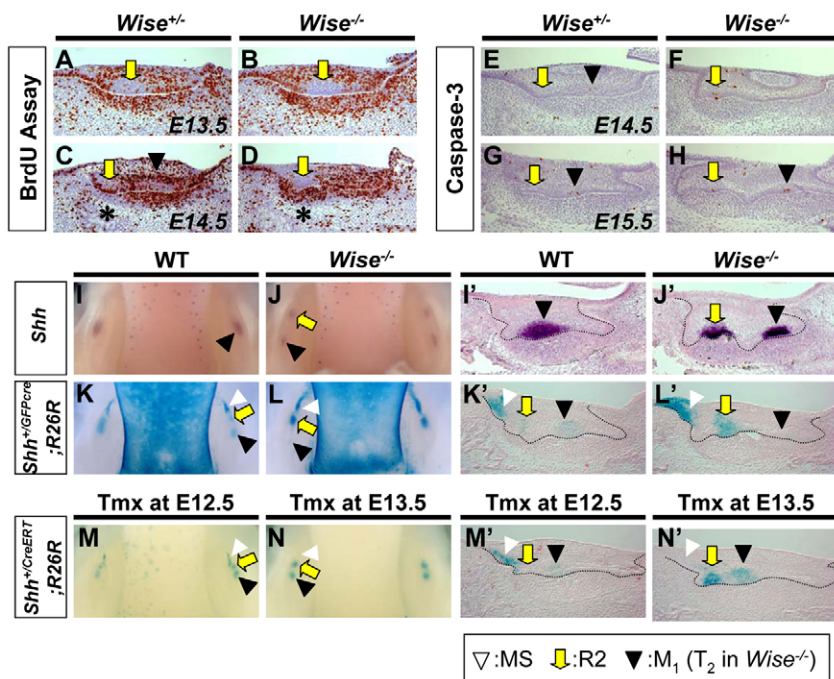 Wise+/- Wise-/- Wise+/- Wise-/-
BrdU Assay
A B
E13.5
C D
* *
E14.5
Caspase-3
E F
E14.5
G H
E15.5
WT Wise-/- WT Wise-/-
Shh
I J I' J'
Shh+/GFPcre;R26R
K L K' L'
Tmx at E12.5 Tmx at E13.5 Tmx at E12.5 Tmx at E13.5
Shh+/CreERT;R26R
M N M' N'
:MS :R2 :M1 (T2 in Wise-/-)